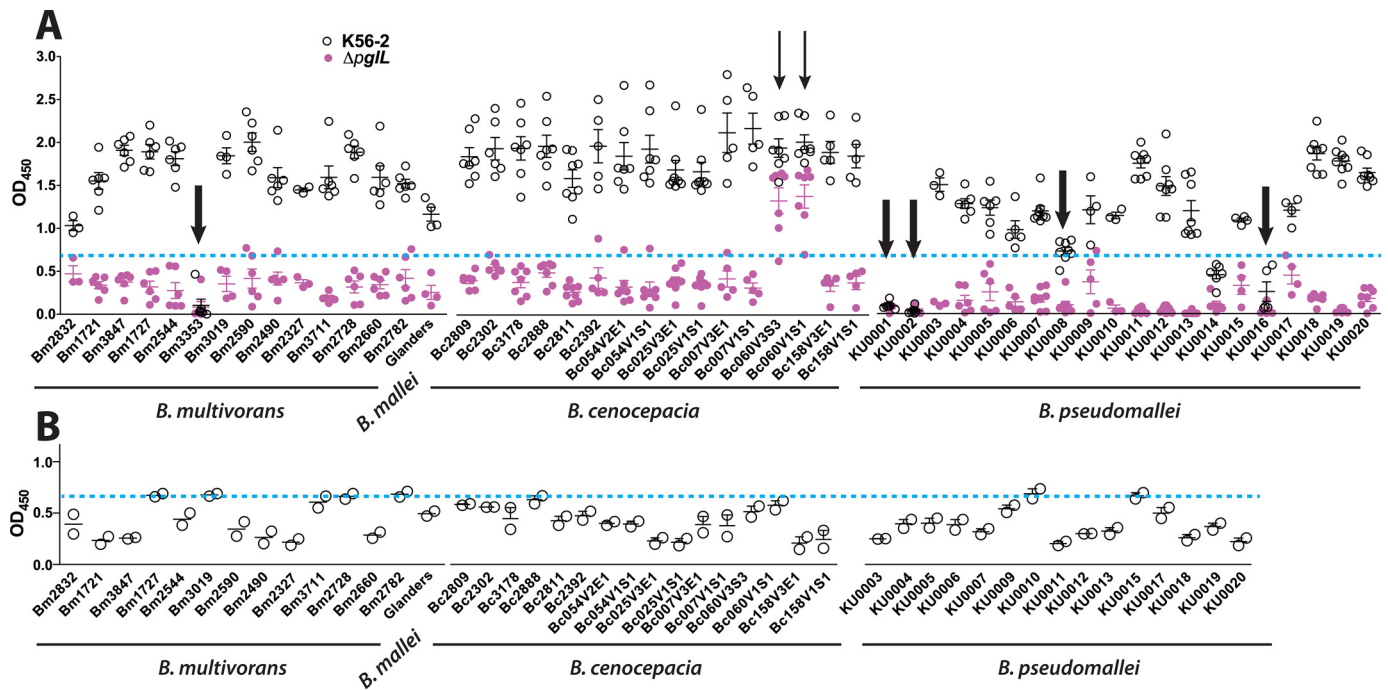 A
K56-2
ΔpglL
3.0
2.5
2.0
1.5
1.0
0.5
0.0
OD450
Bm2832
Bm1721
Bm3847
Bm1727
Bm2544
Bm3353
Bm3019
Bm2590
Bm2490
Bm2327
Bm3711
Bm2728
Bm2660
Bm2782
Glanders
Bc2809
Bc2302
Bc3178
Bc2888
Bc2811
Bc2392
Bc054V2E1
Bc054V1S1
Bc025V3E1
Bc025V1S1
Bc007V3E1
Bc007V1S1
Bc060V3S3
Bc060V1S1
Bc158V3E1
Bc158V1S1
KU0001
KU0002
KU0003
KU0004
KU0005
KU0006
KU0007
KU0008
KU0009
KU0010
KU0011
KU0012
KU0013
KU0014
KU0015
KU0016
KU0017
KU0018
KU0019
KU0020
B. multivorans
B. mallei
B. cenocepacia
B. pseudomallei
B
1.0
0.5
0.0
OD450
Bm2832
Bm1721
Bm3847
Bm1727
Bm2544
Bm3019
Bm2590
Bm2490
Bm2327
Bm3711
Bm2728
Bm2660
Bm2782
Glanders
Bc2809
Bc2302
Bc3178
Bc2888
Bc2811
Bc2392
Bc054V2E1
Bc054V1S1
Bc025V3E1
Bc025V1S1
Bc007V3E1
Bc007V1S1
Bc060V3S3
Bc060V1S1
Bc158V3E1
Bc158V1S1
KU0003
KU0004
KU0005
KU0006
KU0007
KU0009
KU0010
KU0011
KU0012
KU0013
KU0015
KU0017
KU0018
KU0019
KU0020
B. multivorans
B. mallei
B. cenocepacia
B. pseudomallei